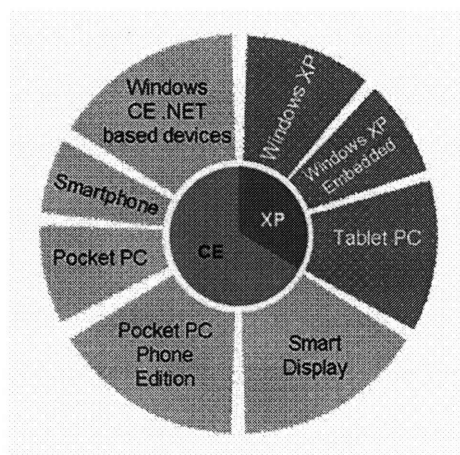 Windows
CE .NET
based devices
Windows XP
Windows XP
Embedded
Smartphone
XP
CE
Tablet PC
Pocket PC
Pocket PC
Phone
Edition
Smart
Display